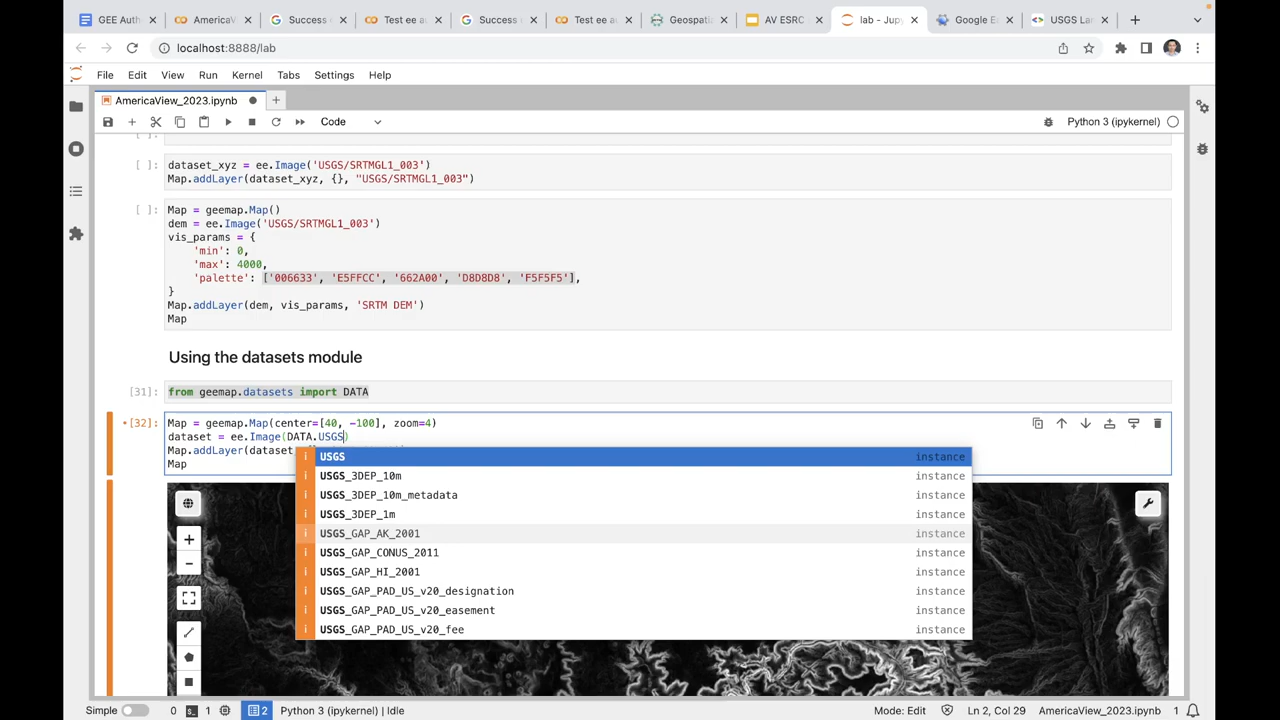 GEE Auth
AmericaV
Success
Test ee a
Success
Test ee a
Geospati
AV ESRC
lab - Jupy
Google E
USGS Lan
localhost:8888/lab
File Edit View Run Kernel Tabs Settings Help
AmericaView_2023.ipynb
Code
Python 3 (ipykernel)
[ ]:
[ ]: dataset_xyz = ee.Image('USGS/SRTMGL1_003')
Map.addLayer(dataset_xyz, {}, "USGS/SRTMGL1_003")
[ ]: Map = geemap.Map()
dem = ee.Image('USGS/SRTMGL1_003')
vis_params = {
'min': 0,
'max': 4000,
'palette': ['006633', 'E5FFCC', '662A00', 'D8D8D8', 'F5F5F5'],
}
Map.addLayer(dem, vis_params, 'SRTM DEM')
Map
Using the datasets module
[31]: from geemap.datasets import DATA
[32]: Map = geemap.Map(center=[40, -100], zoom=4)
dataset = ee.Image(DATA.USGS)
Map.addLayer(dataset,
Map
USGS instance
USGS_3DEP_10m instance
USGS_3DEP_10m_metadata instance
USGS_3DEP_1m instance
USGS_GAP_AK_2001 instance
USGS_GAP_CONUS_2011 instance
USGS_GAP_HI_2001 instance
USGS_GAP_PAD_US_v20_designation instance
USGS_GAP_PAD_US_v20_easement instance
USGS_GAP_PAD_US_v20_fee instance
Simple 0 1 2 Python 3 (ipykernel) | Idle Mode: Edit Ln 2, Col 29 AmericaView_2023.ipynb 1